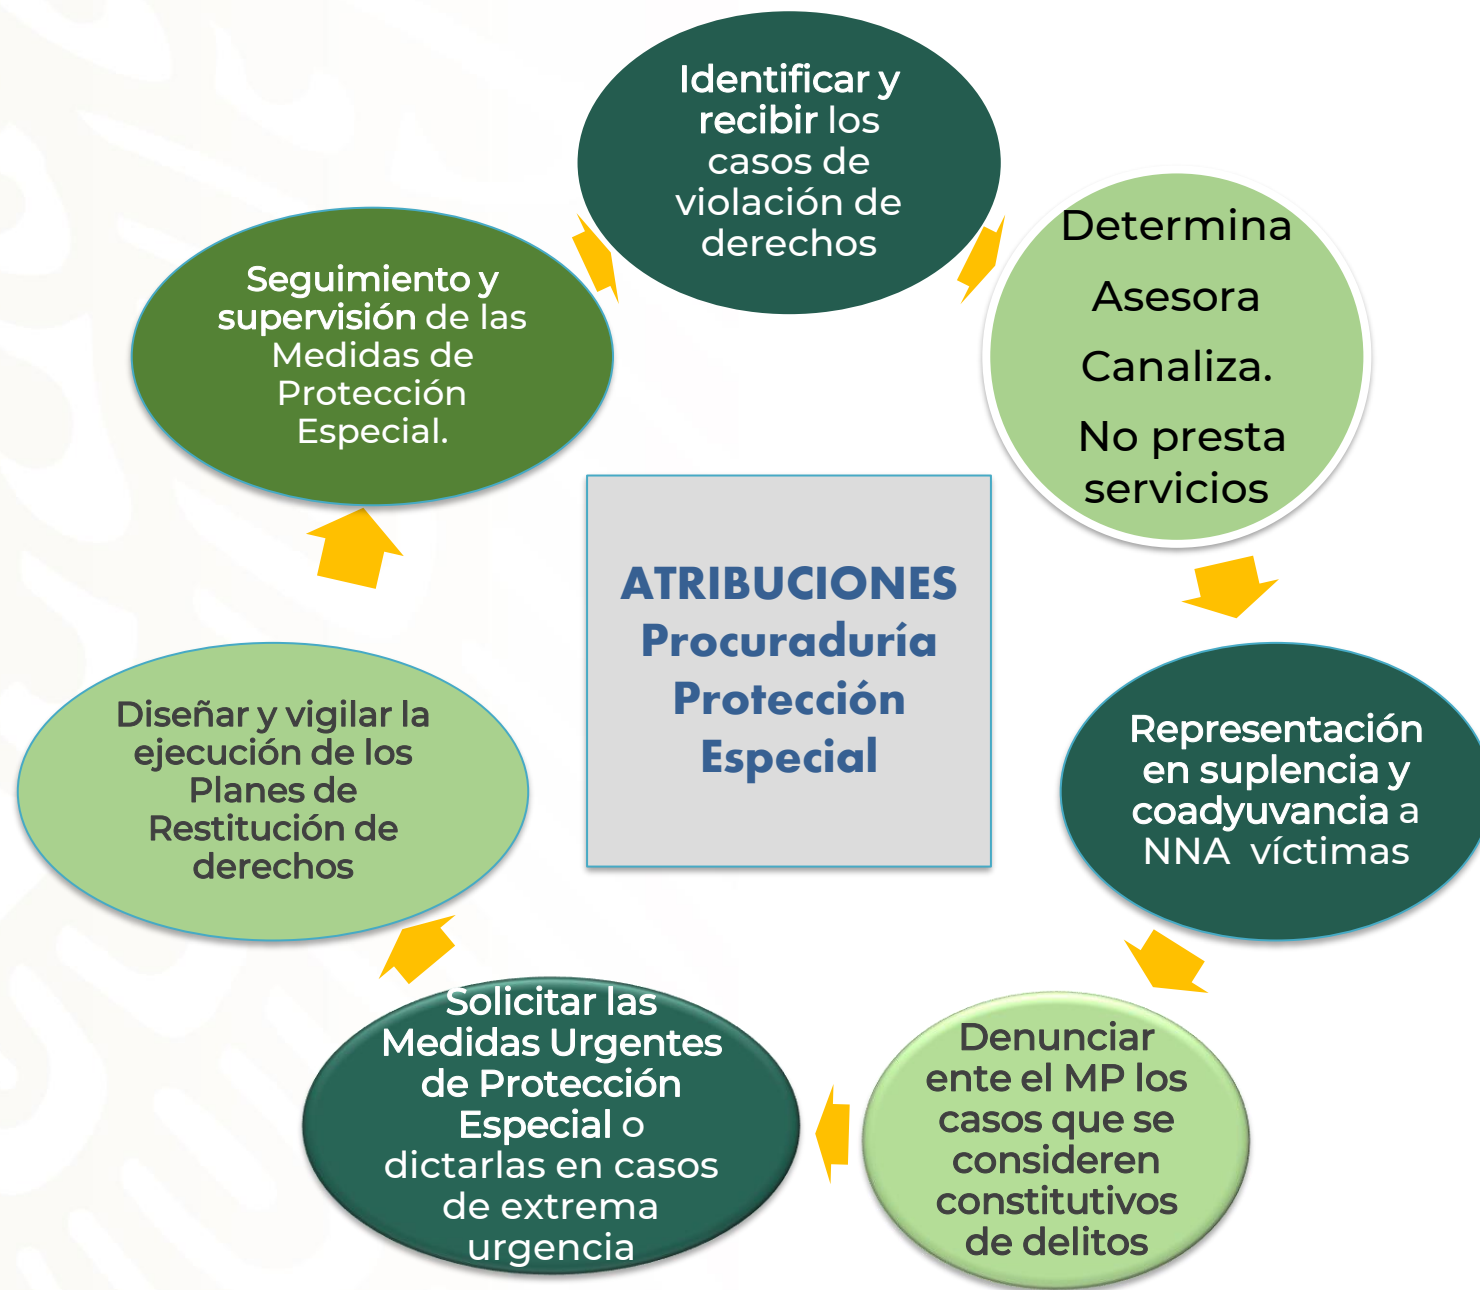 Identificar y
recibir los
casos de
violación de
derechos
Determina
Asesora
Canaliza.
No presta
servicios
Representación
en suplencia y
coadyuvancia a
NNA víctimas
Denunciar
ente el MP los
casos que se
consideren
constitutivos
de delitos
Solicitar las
Medidas Urgentes
de Protección
Especial o
dictarlas en casos
de extrema
urgencia
Diseñar y vigilar la
ejecución de los
Planes de
Restitución de
derechos
Seguimiento y
supervisión de las
Medidas de
Protección
Especial.
ATRIBUCIONES
Procuraduría
Protección
Especial